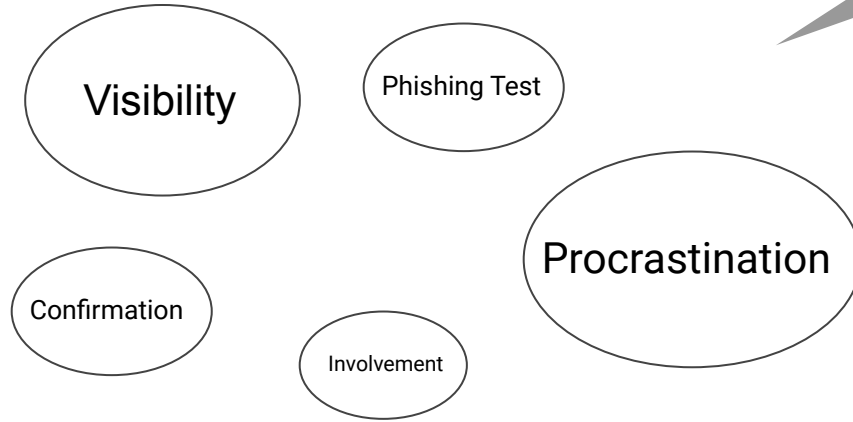 Visibility
Phishing Test
Procrastination
Confirmation
Involvement